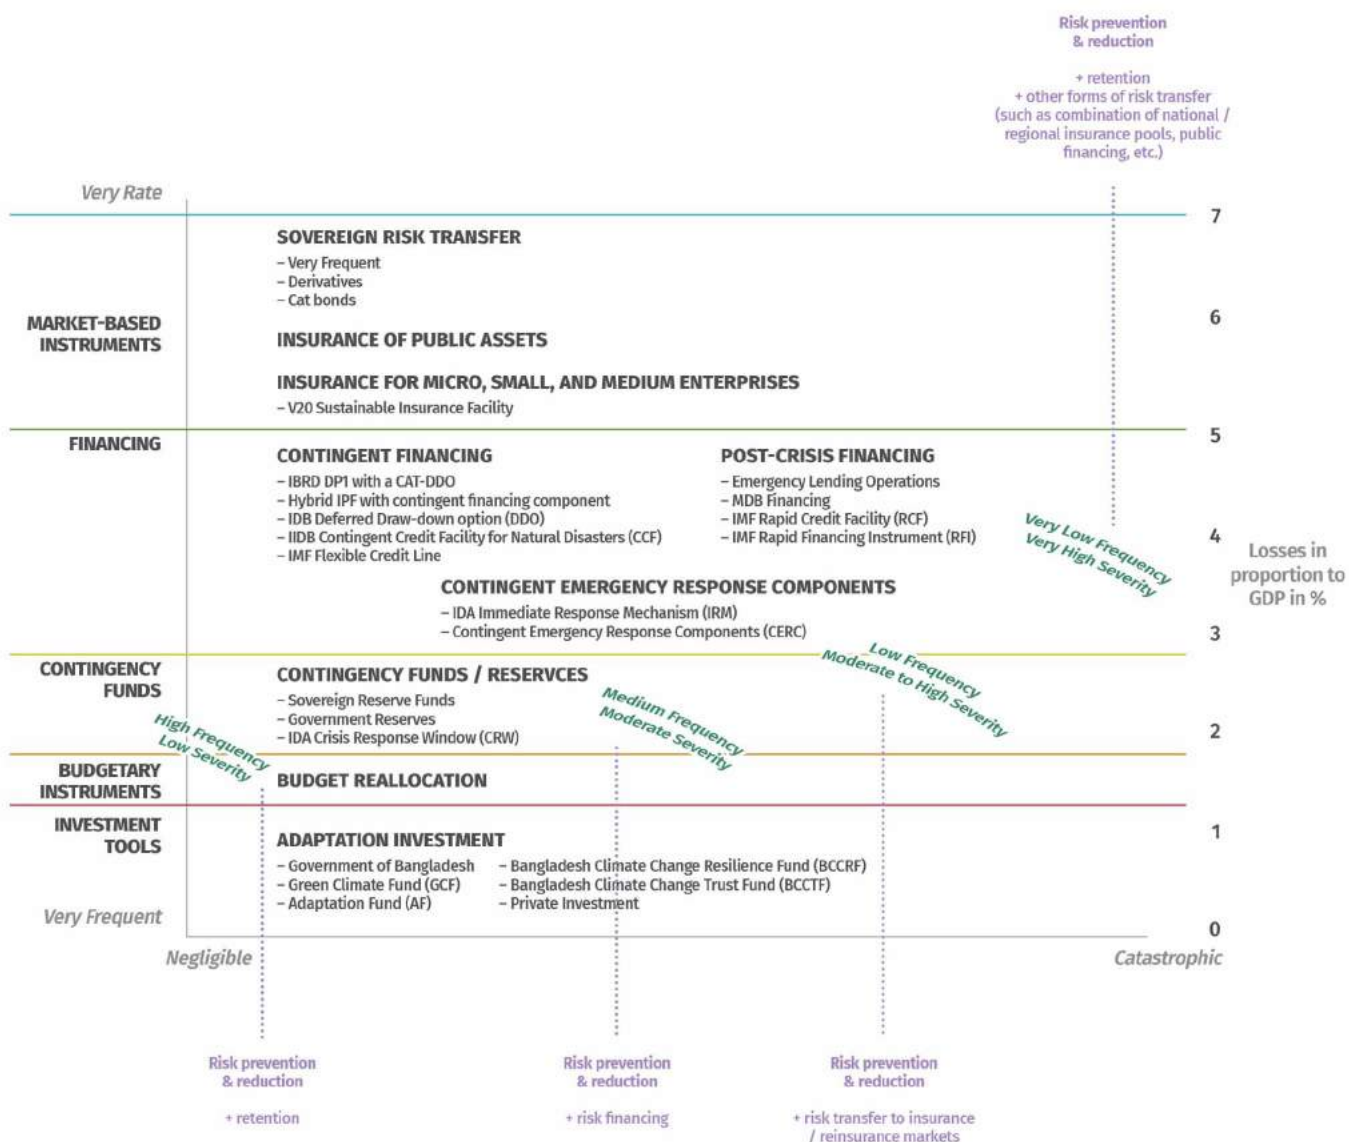 Risk prevention
& reduction
+ retention
+ other forms of risk transfer
(such as combination of national /
regional insurance pools, public
financing, etc.)
Very Rate
7
SOVEREIGN RISK TRANSFER
– Very Frequent
– Derivatives
– Cat bonds
MARKET-BASED
INSTRUMENTS
6
INSURANCE OF PUBLIC ASSETS
INSURANCE FOR MICRO, SMALL, AND MEDIUM ENTERPRISES
– V20 Sustainable Insurance Facility
5
FINANCING
CONTINGENT FINANCING
– IBRD DP1 with a CAT-DDO
– Hybrid IPF with contingent financing component
– IDB Deferred Draw-down option (DDO)
– IIDB Contingent Credit Facility for Natural Disasters (CCF)
– IMF Flexible Credit Line
POST-CRISIS FINANCING
– Emergency Lending Operations
– MDB Financing
– IMF Rapid Credit Facility (RCF)
– IMF Rapid Financing Instrument (RFI)
Very Low Frequency
Very High Severity
4
Losses in
proportion to
GDP in %
CONTINGENT EMERGENCY RESPONSE COMPONENTS
– IDA Immediate Response Mechanism (IRM)
– Contingent Emergency Response Components (CERC)
3
CONTINGENCY
FUNDS
CONTINGENCY FUNDS / RESERVCES
– Sovereign Reserve Funds
– Government Reserves
– IDA Crisis Response Window (CRW)
High Frequency
Low Severity
Medium Frequency
Moderate Severity
Low Frequency
Moderate to High Severity
2
BUDGETARY
INSTRUMENTS
BUDGET REALLOCATION
INVESTMENT
TOOLS
1
ADAPTATION INVESTMENT
– Government of Bangladesh
– Green Climate Fund (GCF)
– Adaptation Fund (AF)
– Bangladesh Climate Change Resilience Fund (BCCRF)
– Bangladesh Climate Change Trust Fund (BCCTF)
– Private Investment
Very Frequent
0
Negligible
Catastrophic
Risk prevention
& reduction
+ retention
Risk prevention
& reduction
+ risk financing
Risk prevention
& reduction
+ risk transfer to insurance
/ reinsurance markets